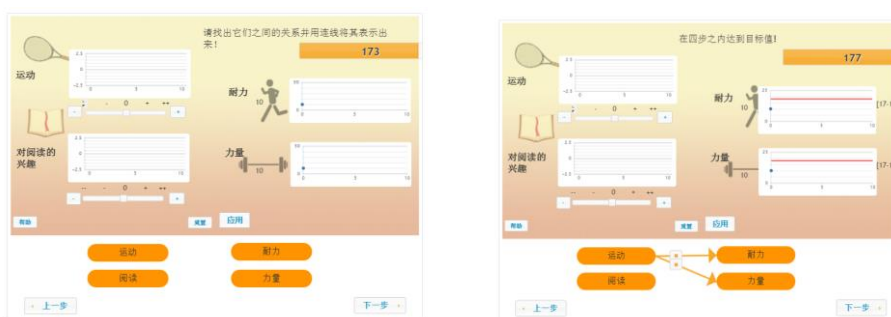 请找出它们之间的关系并用连线将其表示出
来!
173
运动
耐力
10
对阅读的
兴趣
力量
10
-- - 0 + ++
帮助
重置
应用
运动
耐力
阅读
力量
上一步
下一步
在四步之内达到目标值!
177
运动
耐力
10
对阅读的
兴趣
力量
10
-- - 0 + ++
帮助
重置
应用
运动
耐力
阅读
力量
上一步
下一步